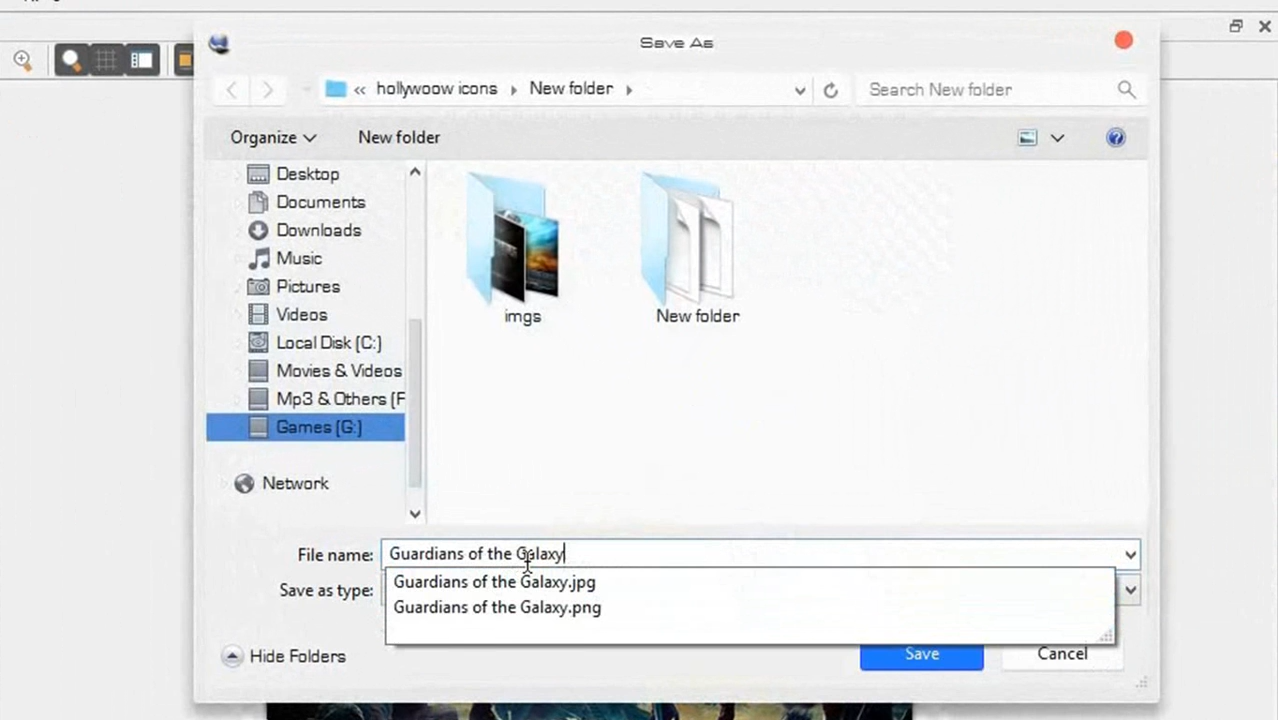 Save As
« hollywoow icons
New folder
Search New folder
Organize
New folder
Desktop
Documents
Downloads
Music
Pictures
Videos
Local Disk (C:)
Movies & Videos
Mp3 & Others (F
Games (G:)
Network
imgs
New folder
File name: Guardians of the Galaxy
Save as type:
Guardians of the Galaxy.jpg
Guardians of the Galaxy.png
Hide Folders
Save
Cancel